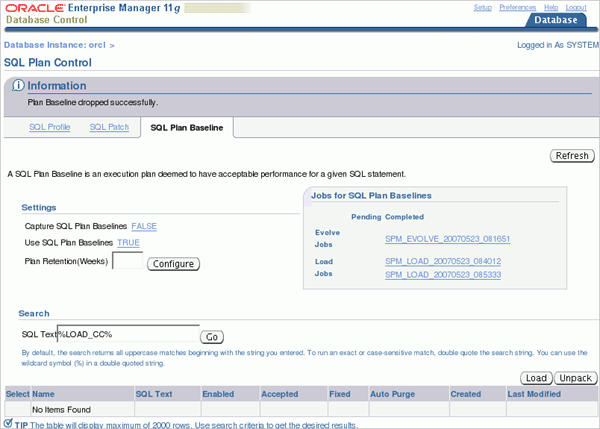 ORACLE Enterprise Manager 11g
Database Control
Setup Preferences Help Logout
Database
Database Instance: orcl >
Logged in As SYSTEM
SQL Plan Control
Information
Plan Baseline dropped successfully.
SQL Profile SQL Patch SQL Plan Baseline
Refresh
A SQL Plan Baseline is an execution plan deemed to have acceptable performance for a given SQL statement.
Settings
Capture SQL Plan Baselines FALSE
Use SQL Plan Baselines TRUE
Plan Retention(Weeks) Configure
Jobs for SQL Plan Baselines
Pending Completed
Evolve
Jobs
SPM_EVOLVE_20070523_081651
Load
Jobs
SPM_LOAD_20070523_084012
SPM_LOAD_20070523_085333
Search
SQL Text %LOAD_CC% Go
By default, the search returns all uppercase matches beginning with the string you entered. To run an exact or case-sensitive match, double quote the search string. You can use the
wildcard symbol (%) in a double quoted string.
Load Unpack
Select Name SQL Text Enabled Accepted Fixed Auto Purge Created Last Modified
No Items Found
TIP The table will display maximum of 2000 rows. Use search criteria to get the desired results.